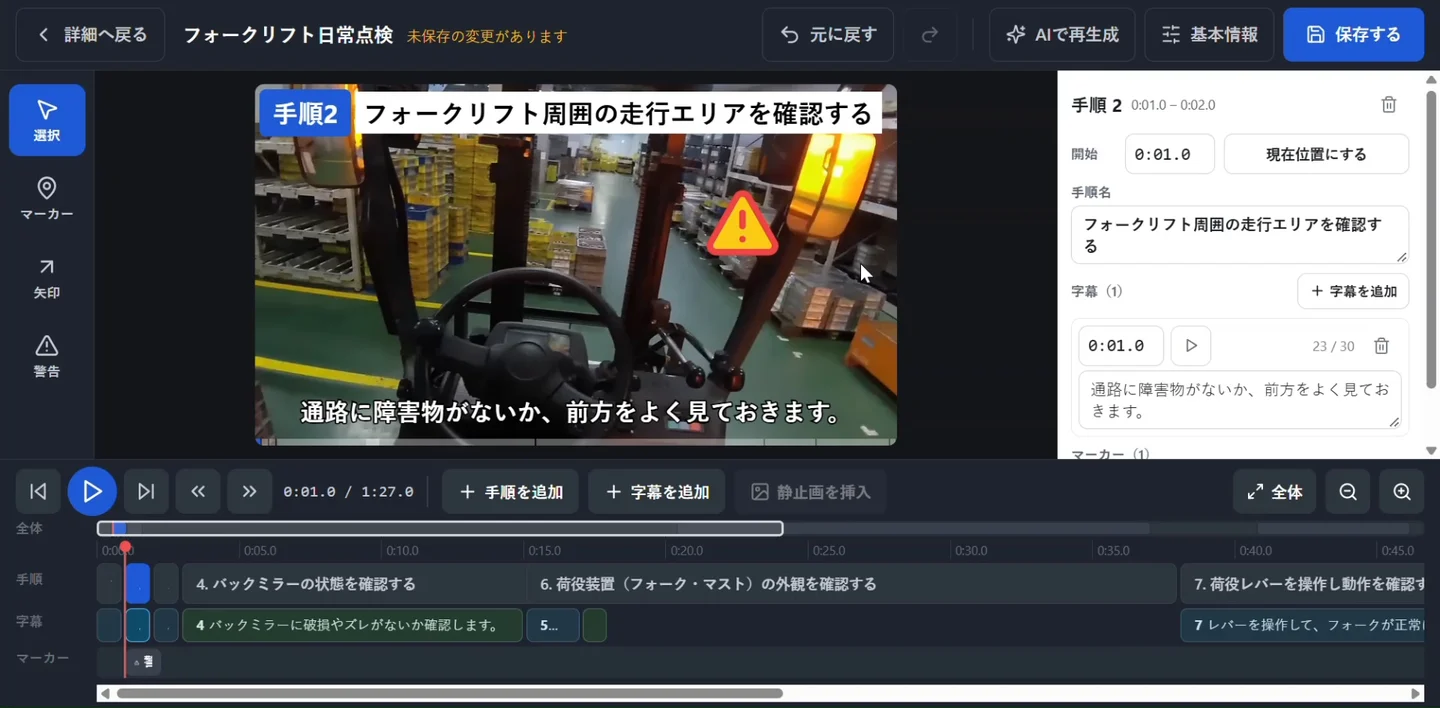 詳細へ戻る
フォークリフト日常点検
未保存の変更があります
元に戻す
AIで再生成
基本情報
保存する
選択
マーカー
矢印
警告
手順2
フォークリフト周囲の走行エリアを確認する
通路に障害物がないか、前方をよく見ておきます。
手順 2 0:01.0 – 0:02.0
開始
0:01.0
現在位置にする
手順名
フォークリフト周囲の走行エリアを確認す
る
字幕（1）
+ 字幕を追加
0:01.0
23 / 30
通路に障害物がないか、前方をよく見てお
きます。
マーカー（1）
0:01.0 / 1:27.0
+ 手順を追加
+ 字幕を追加
静止画を挿入
全体
全体
0:05.0
0:10.0
0:15.0
0:20.0
0:25.0
0:30.0
0:35.0
0:40.0
0:45.0
手順
4. バックミラーの状態を確認する
6. 荷役装置（フォーク・マスト）の外観を確認する
7. 荷役レバーを操作し動作を確認す
字幕
4 バックミラーに破損やズレがないか確認します。
5...
7 レバーを操作して、フォークが正常に
マーカー